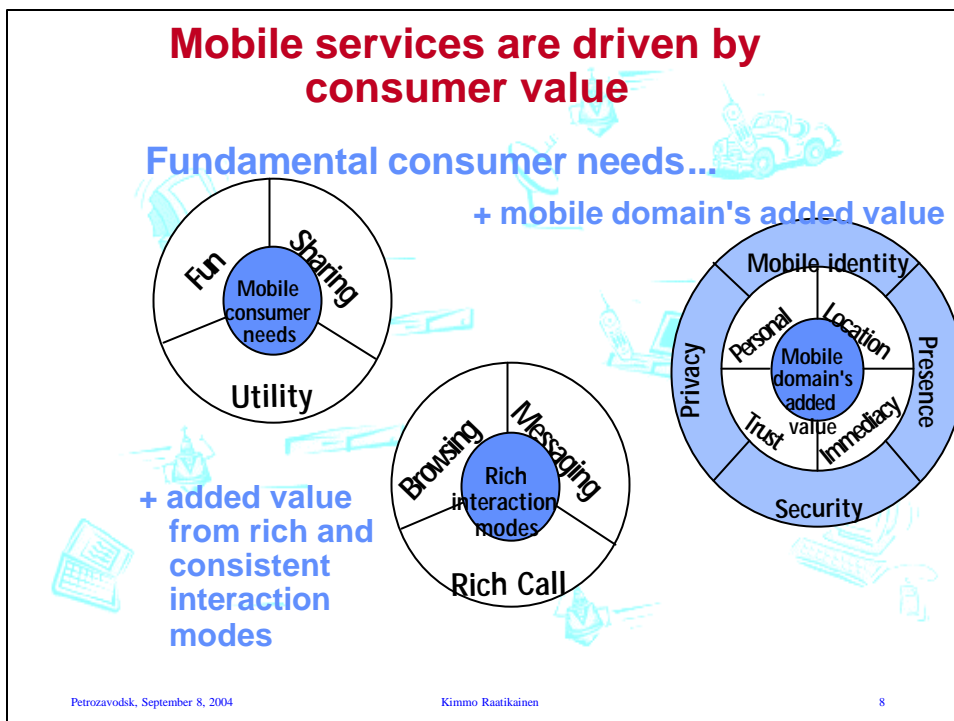 Mobile services are driven by
consumer value
Fundamental consumer needs...
+ mobile domain's added value
Fun
Sharing
Mobile
consumer
needs
Utility
Mobile identity
Personal
Location
Privacy
Presence
Mobile
domain's
added
value
Trust
Immediacy
Security
Browsing
Messaging
Rich
interaction
modes
Rich Call
+ added value
from rich and
consistent
interaction
modes
Petrozavodsk, September 8, 2004
Kimmo Raatikainen
8